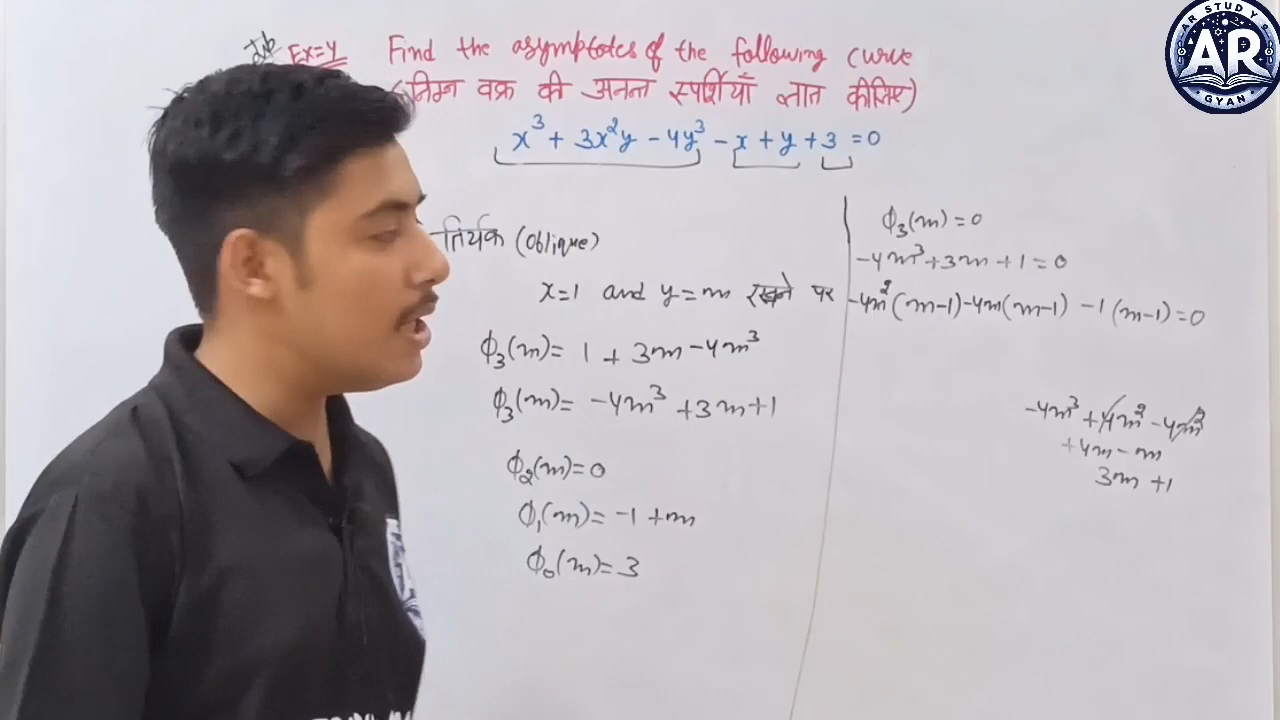 Ex=4 Find the asymptotes of the following curve
(निम्न वक्र की अनन्त स्पर्शियाँ ज्ञात कीजिए)
x³ + 3x²y - 4y³ - x + y + 3 = 0
तिर्यक (Oblique)
x=1 and y=m रखने पर
ϕ₃(m) = 1 + 3m - 4m³
ϕ₃(m) = -4m³ + 3m + 1
ϕ₂(m) = 0
ϕ₁(m) = -1 + m
ϕ₀(m) = 3
ϕ₃(m) = 0
-4m³ + 3m + 1 = 0
-4m²(m-1) - 4m(m-1) - 1(m-1) = 0
-4m³ + 4m² - 4m²
+4m - m
3m + 1
AR STUDY GYAN
AR